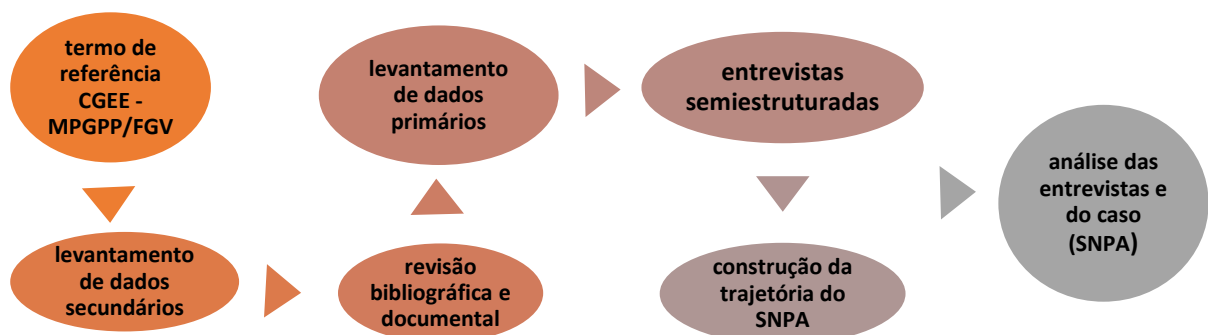 termo de
referência
CGEE -
MPGPP/FGV
levantamento
de dados
secundários
revisão
bibliográfica e
documental
levantamento
de dados
primários
entrevistas
semiestruturadas
construção da
trajetória do
SNPA
análise das
entrevistas e
do caso
(SNPA)